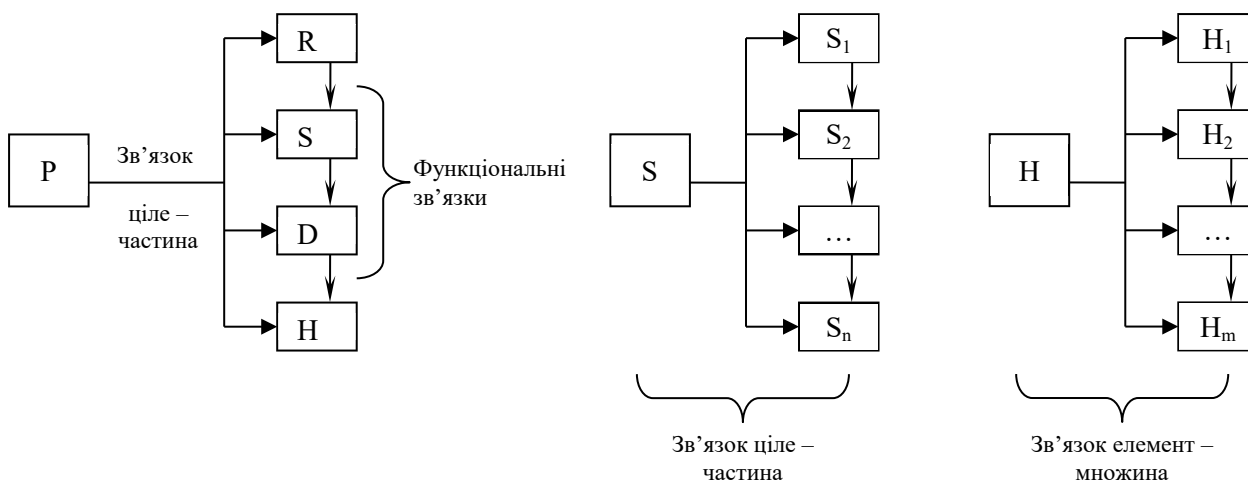 P
Зв'язок
ціле –
частина
R
S
D
H
Функціональні
зв’язки
S
S₁
S₂
…
Sₙ
Зв’язок ціле –
частина
H
H₁
H₂
…
Hₘ
Зв’язок елемент –
множина